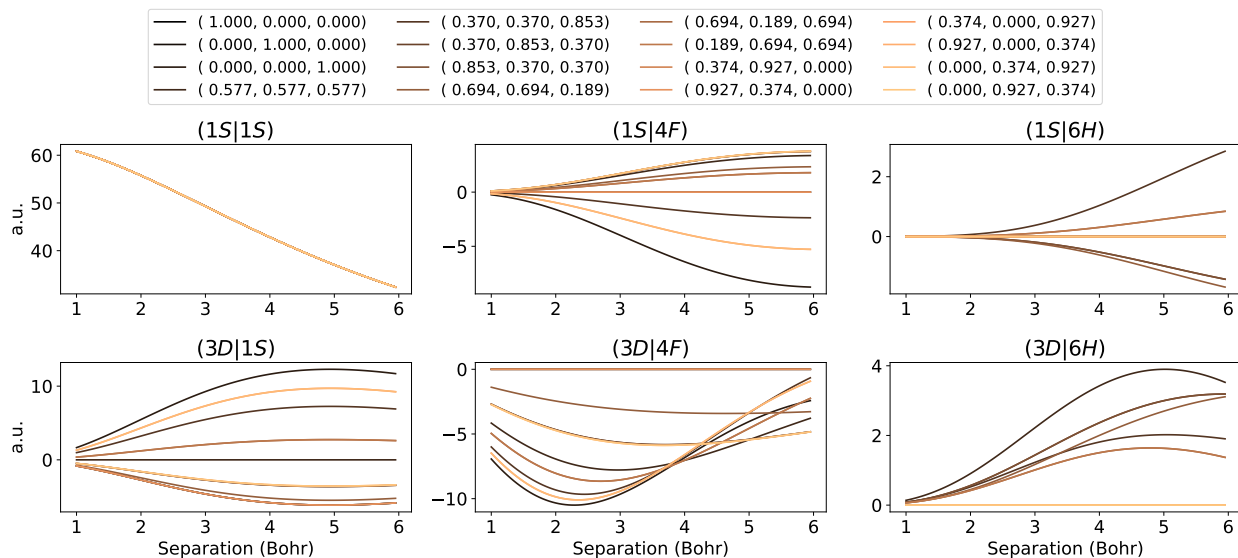 ( 1.000, 0.000, 0.000) ( 0.370, 0.370, 0.853) ( 0.694, 0.189, 0.694) ( 0.374, 0.000, 0.927)
( 0.000, 1.000, 0.000) ( 0.370, 0.853, 0.370) ( 0.189, 0.694, 0.694) ( 0.927, 0.000, 0.374)
( 0.000, 0.000, 1.000) ( 0.853, 0.370, 0.370) ( 0.374, 0.927, 0.000) ( 0.000, 0.374, 0.927)
( 0.577, 0.577, 0.577) ( 0.694, 0.694, 0.189) ( 0.927, 0.374, 0.000) ( 0.000, 0.927, 0.374)
(1S|1S)
a.u.
60
50
40
1 2 3 4 5 6
(1S|4F)
0
−5
1 2 3 4 5 6
(1S|6H)
2
0
1 2 3 4 5 6
(3D|1S)
a.u.
10
0
1 2 3 4 5 6
Separation (Bohr)
(3D|4F)
0
−5
−10
1 2 3 4 5 6
Separation (Bohr)
(3D|6H)
4
2
0
1 2 3 4 5 6
Separation (Bohr)